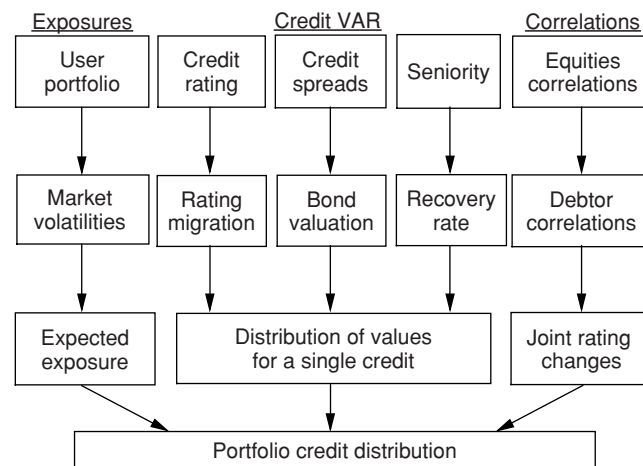 Exposures
Credit VAR
Correlations
User
portfolio
Credit
rating
Credit
spreads
Seniority
Equities
correlations
Market
volatilities
Rating
migration
Bond
valuation
Recovery
rate
Debtor
correlations
Expected
exposure
Distribution of values
for a single credit
Joint rating
changes
Portfolio credit distribution